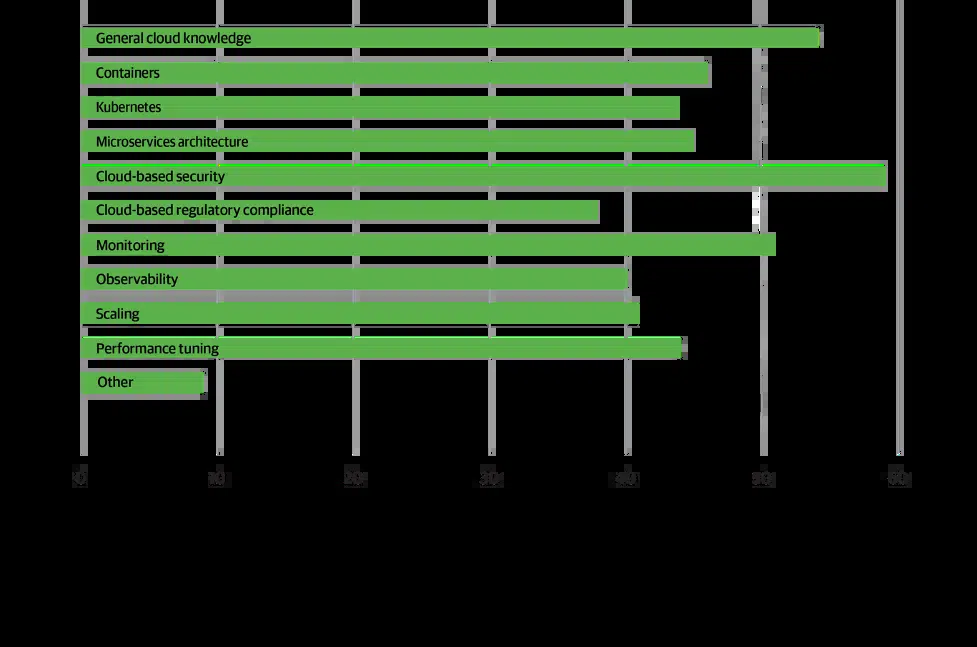 General cloud knowledge
Containers
Kubernetes
Microservices architecture
Cloud-based security
Cloud-based regulatory compliance
Monitoring
Observability
Scaling
Performance tuning
Other
0 10 20 30 40 50 60